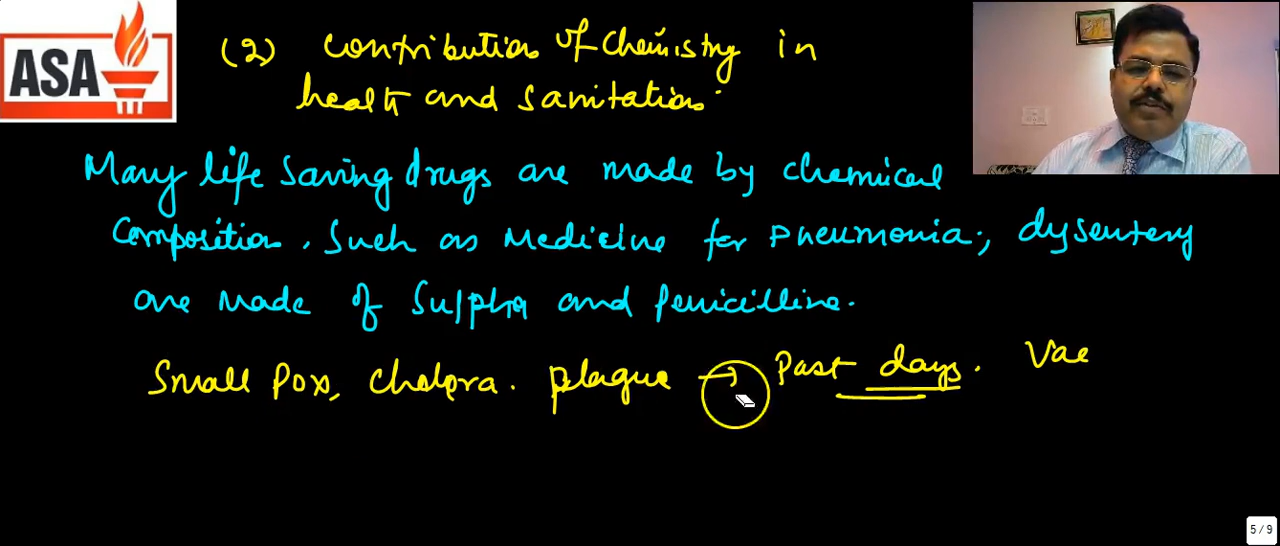 ASA
(2) Contribution of Chemistry in
health and Sanitation.
Many life saving drugs are made by chemical
Composition. Such as Medicine for Pneumonia, dysentery
are made of Sulpha and Penicilline.
Small Pox, Cholera. plague → Past days. Vac
5/9